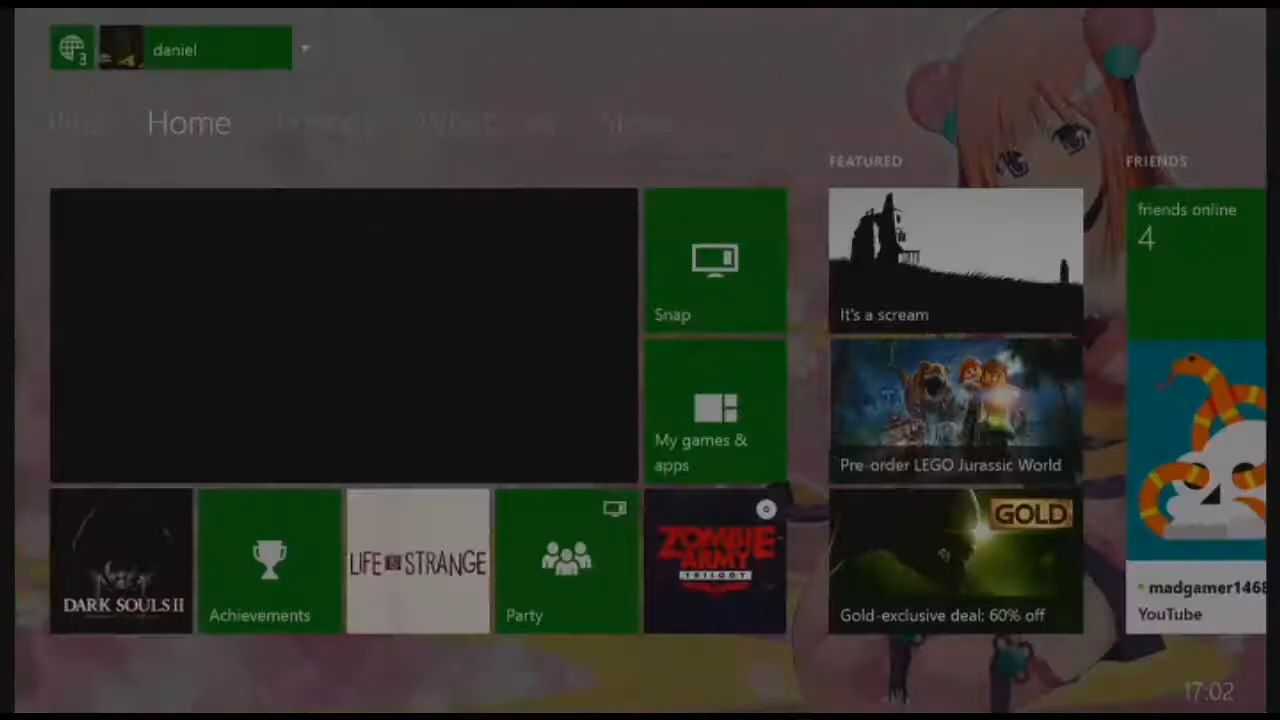 3
daniel
Home
FEATURED
FRIENDS
friends online
4
Snap
It's a scream
My games &
apps
Pre-order LEGO Jurassic World
DARK SOULS II
Achievements
LIFE IS STRANGE
Party
ZOMBIE
ARMY
TRILOGY
GOLD
Gold-exclusive deal: 60% off
madgamer1468
YouTube
17:02